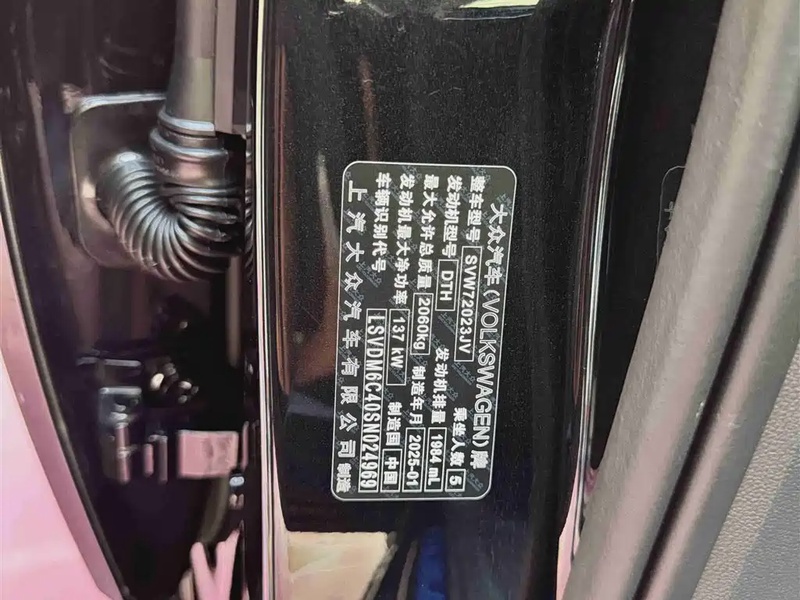 大众汽车(VOLKSWAGEN)牌
整车型号 SVW72023JV 乘坐人数 5
发动机型号 DTH 发动机排量 1984 mL
最大允许总质量 2060kg 制造年月 2025-01
发动机最大净功率 137 kW 制造国 中国
车辆识别代号 LSVDM6C40SN024969
上汽大众汽车有限公司 制造